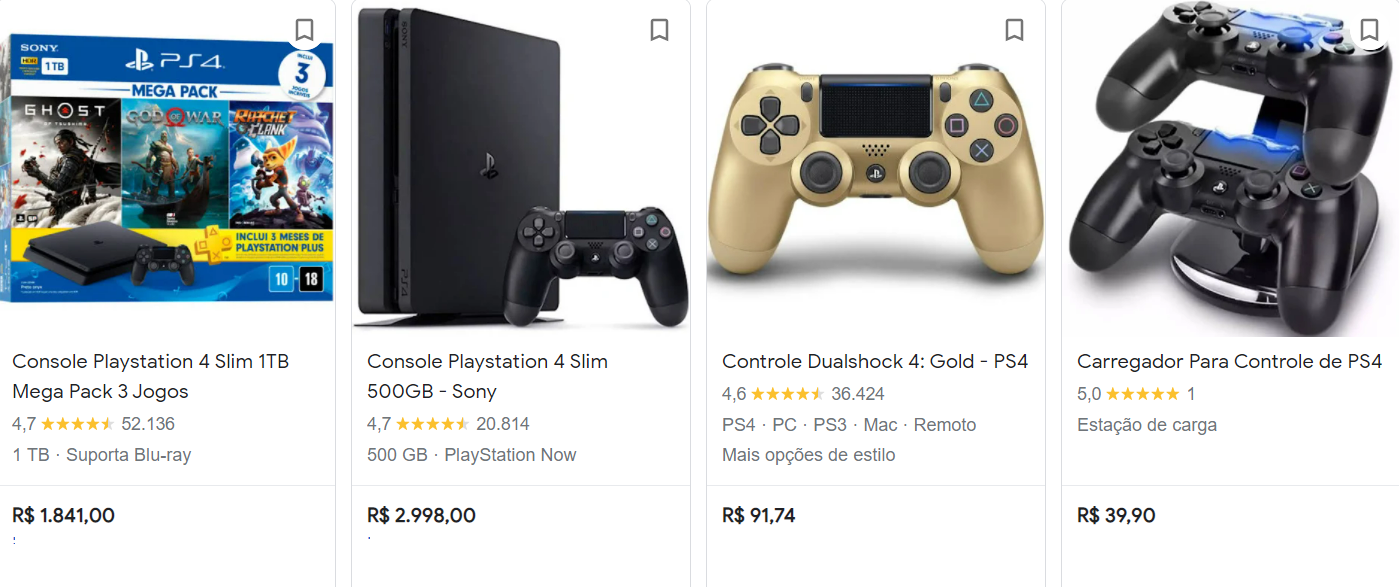 SONY
HDR 1TB
PS4
INCLUI
3
JOGOS
INCRÍVEIS
MEGA PACK
GHOST
OF TSUSHIMA
GOD OF WAR
RATCHET
& CLANK
INCLUI 3 MESES DE
PLAYSTATION PLUS
10 - 18
SONY
PS4
Console Playstation 4 Slim 1TB
Mega Pack 3 Jogos
4,7 52.136
1 TB · Suporta Blu-ray
R$ 1.841,00
Console Playstation 4 Slim
500GB - Sony
4,7 20.814
500 GB · PlayStation Now
R$ 2.998,00
Controle Dualshock 4: Gold - PS4
4,6 36.424
PS4 · PC · PS3 · Mac · Remoto
Mais opções de estilo
R$ 91,74
Carregador Para Controle de PS4
5,0 1
Estação de carga
R$ 39,90